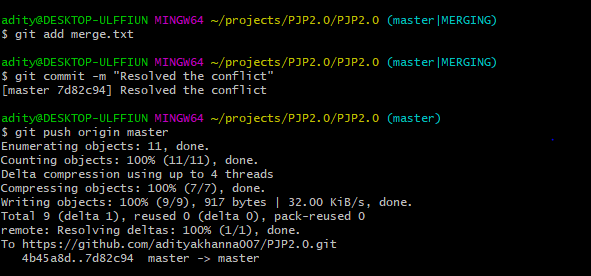 adity@DESKTOP-ULFFIUN MINGW64 ~/projects/PJP2.0/PJP2.0 (master|MERGING)
$ git add merge.txt
adity@DESKTOP-ULFFIUN MINGW64 ~/projects/PJP2.0/PJP2.0 (master|MERGING)
$ git commit -m "Resolved the conflict"
[master 7d82c94] Resolved the conflict
adity@DESKTOP-ULFFIUN MINGW64 ~/projects/PJP2.0/PJP2.0 (master)
$ git push origin master
Enumerating objects: 11, done.
Counting objects: 100% (11/11), done.
Delta compression using up to 4 threads
Compressing objects: 100% (7/7), done.
Writing objects: 100% (9/9), 917 bytes | 32.00 KiB/s, done.
Total 9 (delta 1), reused 0 (delta 0), pack-reused 0
remote: Resolving deltas: 100% (1/1), done.
To https://github.com/adityakhanna007/PJP2.0.git
   4b45a8d..7d82c94  master -> master